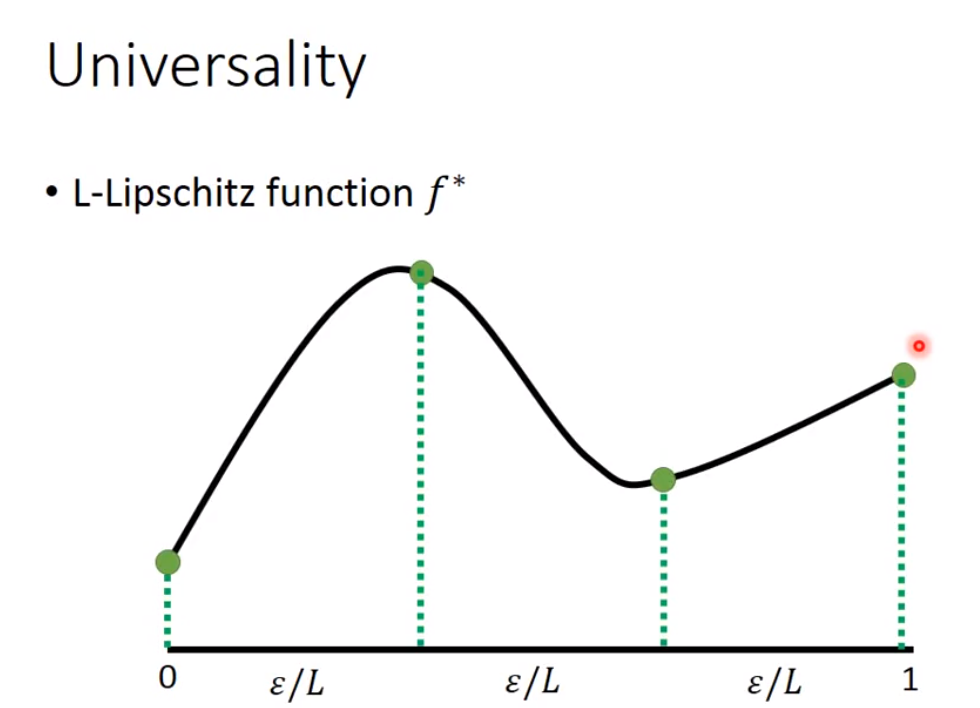 Universality
• L-Lipschitz function f*
0 ε/L ε/L ε/L 1